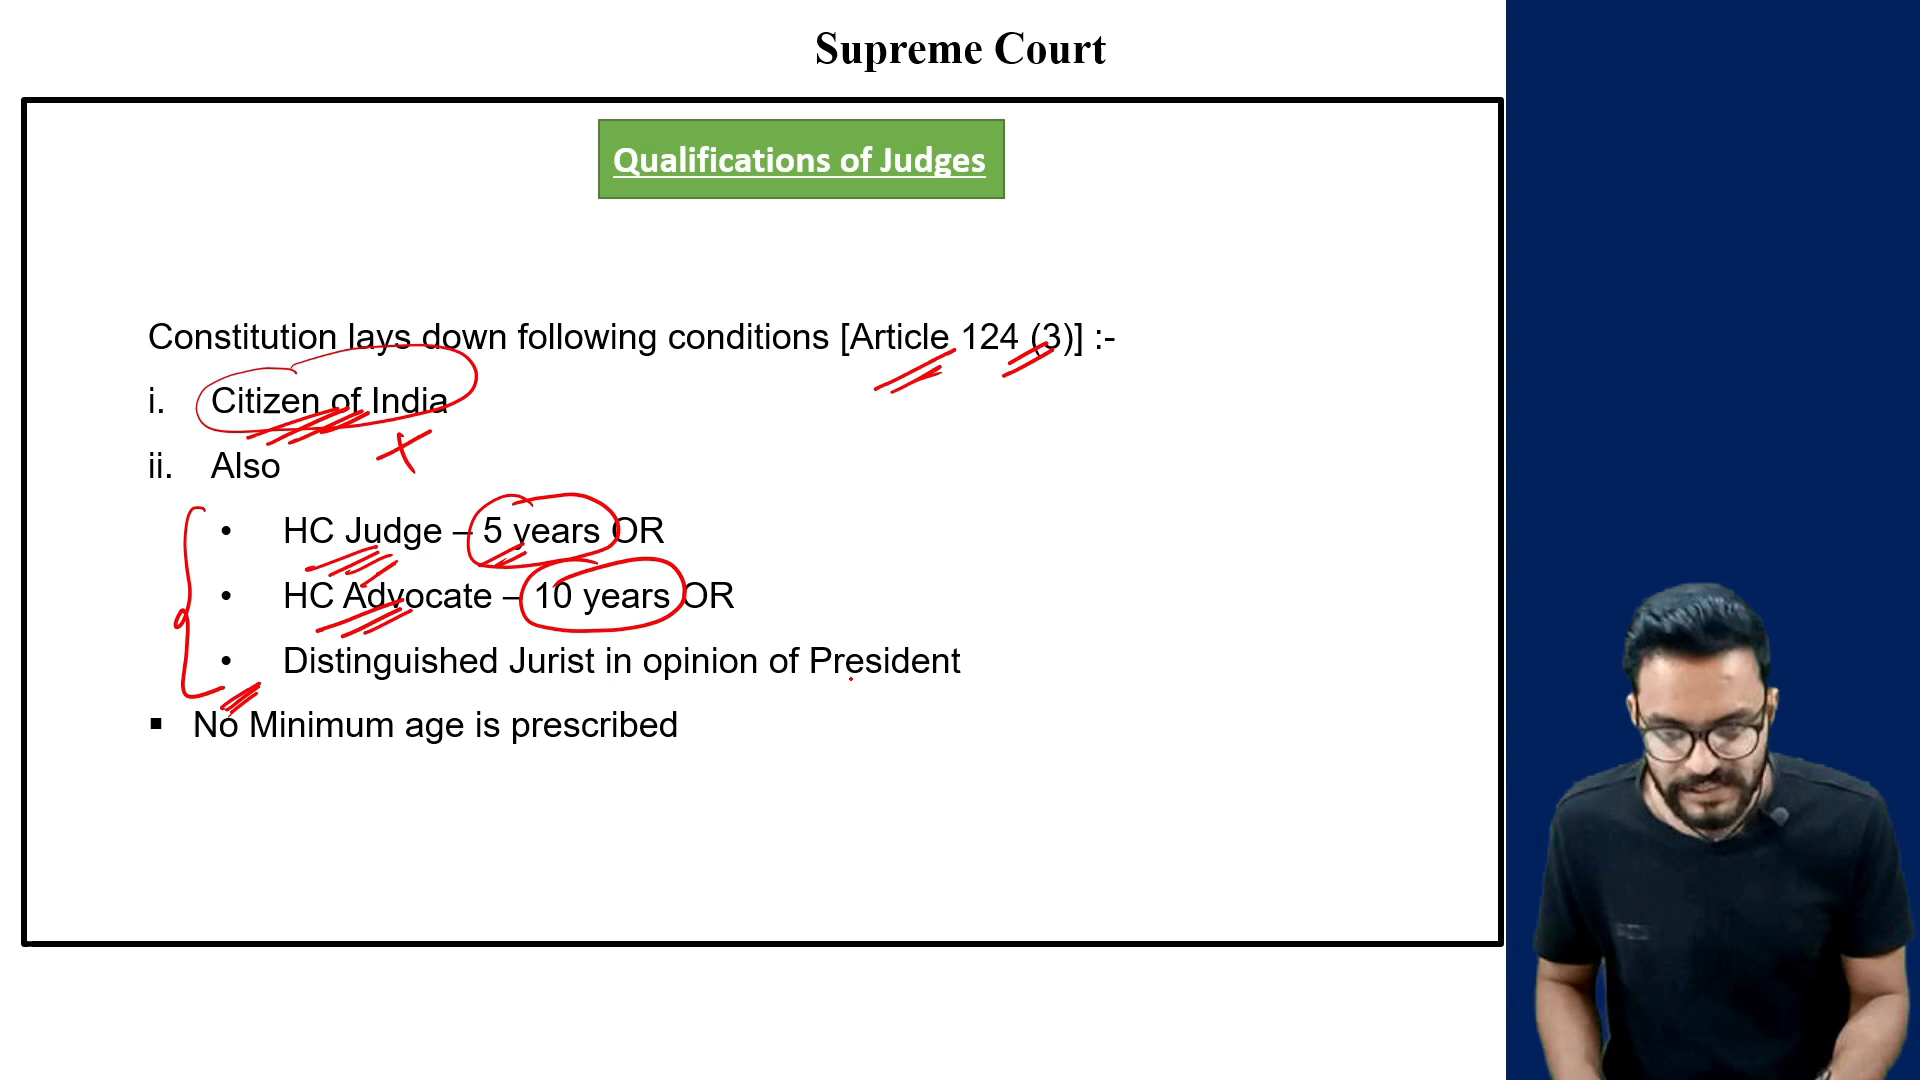 Supreme Court
Qualifications of Judges
Constitution lays down following conditions [Article 124 (3)] :-
i. Citizen of India
ii. Also
• HC Judge – 5 years OR
• HC Advocate – 10 years OR
• Distinguished Jurist in opinion of President
▪ No Minimum age is prescribed